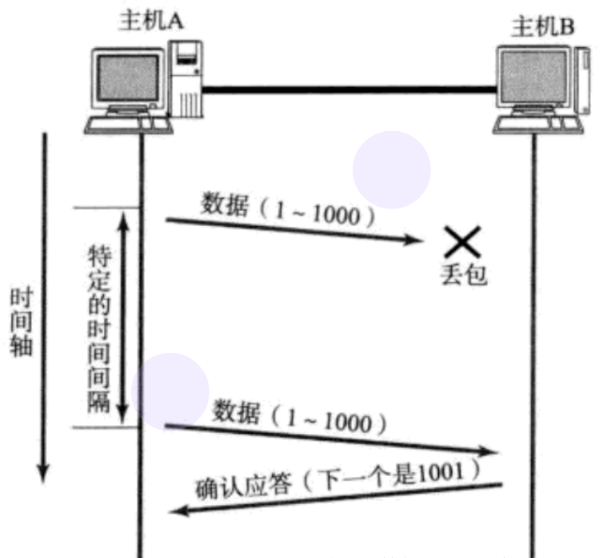 主机A
主机B
数据（1～1000）
丢包
特定的时间间隔
时间轴
数据（1～1000）
确认应答（下一个是1001）